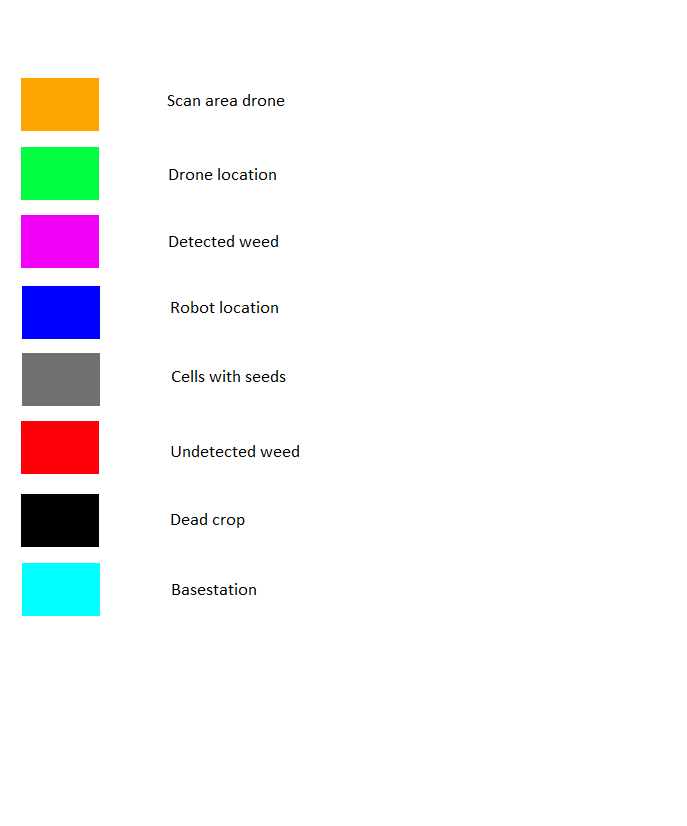 Scan area drone
Drone location
Detected weed
Robot location
Cells with seeds
Undetected weed
Dead crop
Basestation